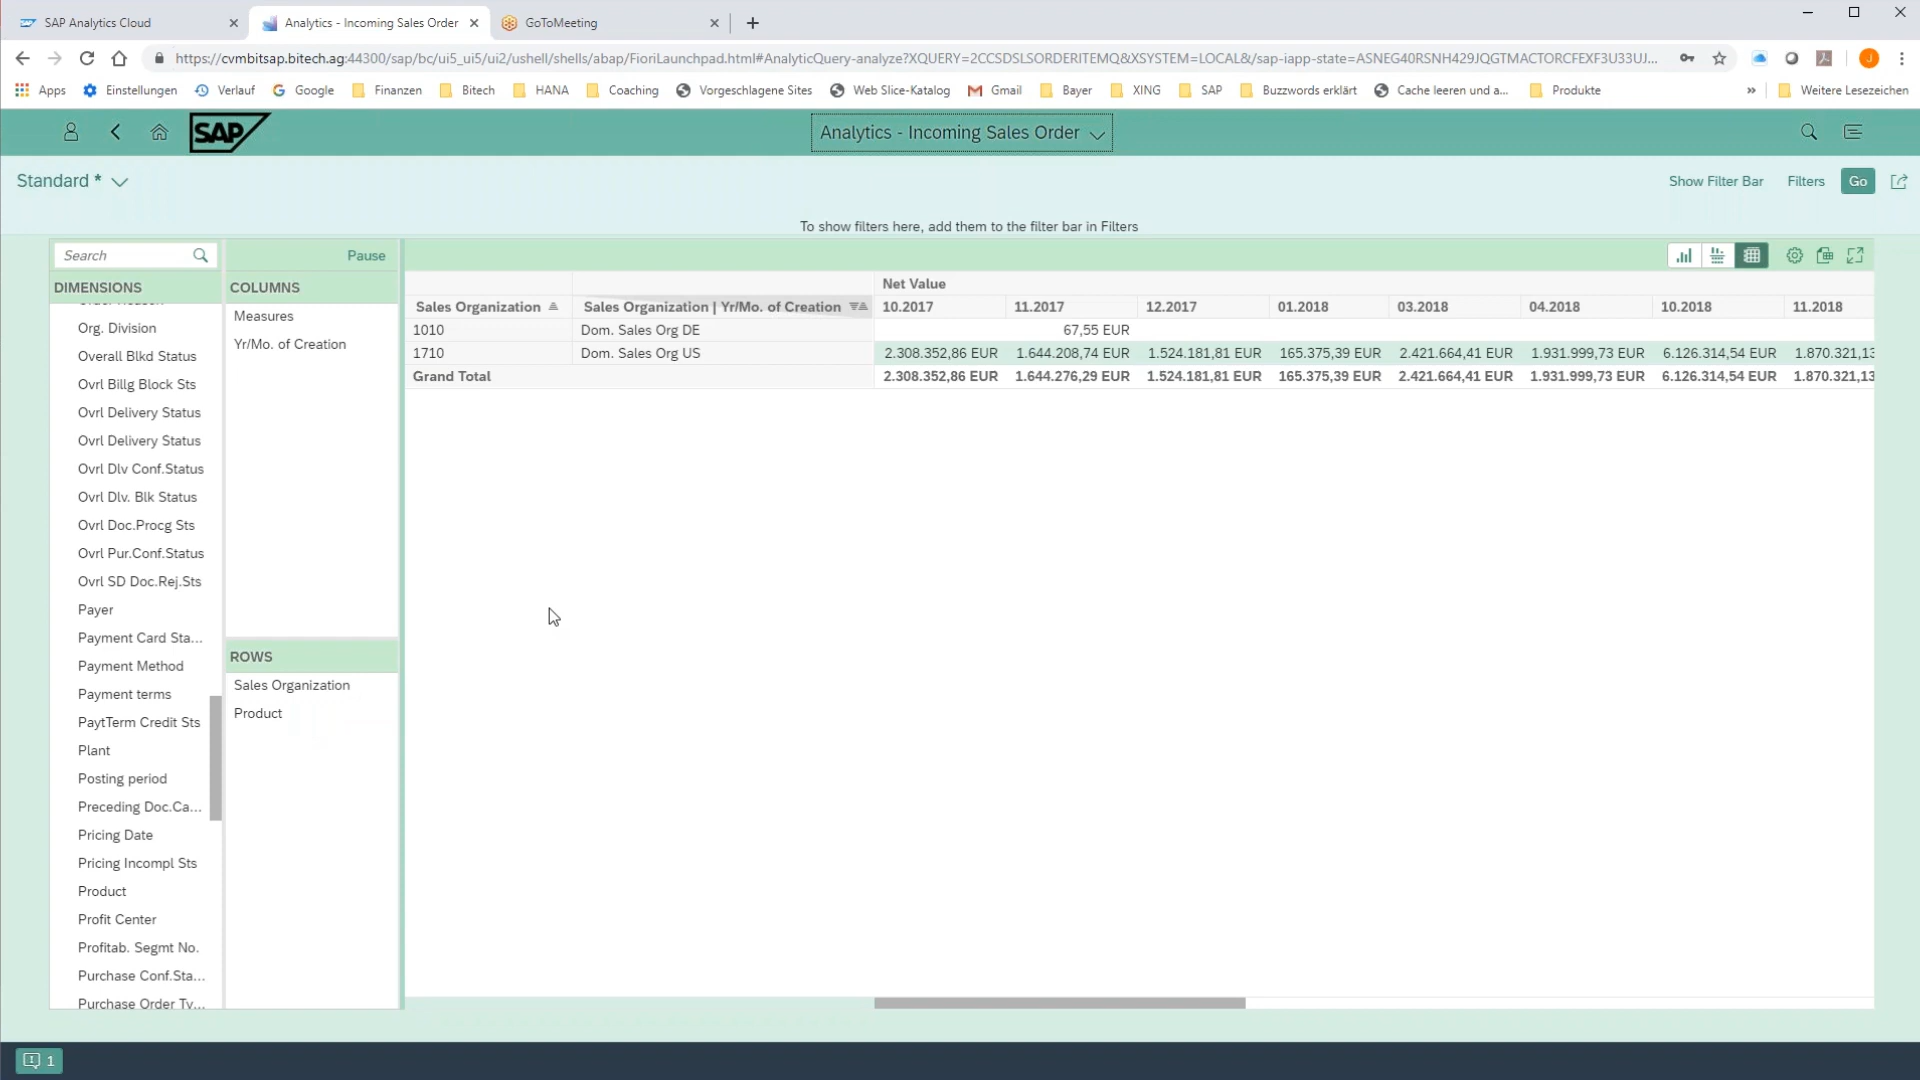 SAP Analytics Cloud
Analytics - Incoming Sales Order
GoToMeeting
https://cvmbitsap.bitech.ag:44300/sap/bc/ui5_ui5/ui2/ushell/shells/abap/FioriLaunchpad.html#AnalyticQuery-analyze?XQUERY=2CCSDSLSORDERITEMQ&XSYSTEM=LOCAL&/sap-iapp-state=ASNEG40RSNH429JQGTMACTORCFEXF3U33UJ...
J
Apps Einstellungen Verlauf Google Finanzen Bitech HANA Coaching Vorgeschlagene Sites Web Slice-Katalog Gmail Bayer XING SAP Buzzwords erklärt Cache leeren und a... Produkte » Weitere Lesezeichen
SAP
Analytics - Incoming Sales Order
Standard *
Show Filter Bar Filters Go
To show filters here, add them to the filter bar in Filters
Search
Pause
DIMENSIONS
Org. Division
Overall Blkd Status
Ovrl Billg Block Sts
Ovrl Delivery Status
Ovrl Delivery Status
Ovrl Dlv Conf.Status
Ovrl Dlv. Blk Status
Ovrl Doc.Procg Sts
Ovrl Pur.Conf.Status
Ovrl SD Doc.Rej.Sts
Payer
Payment Card Sta...
Payment Method
Payment terms
PaytTerm Credit Sts
Plant
Posting period
Preceding Doc.Ca...
Pricing Date
Pricing Incompl Sts
Product
Profit Center
Profitab. Segmt No.
Purchase Conf.Sta...
Purchase Order Ty...
COLUMNS
Measures
Yr/Mo. of Creation
ROWS
Sales Organization
Product
Net Value
Sales Organization Sales Organization | Yr/Mo. of Creation 10.2017 11.2017 12.2017 01.2018 03.2018 04.2018 10.2018 11.2018
1010 Dom. Sales Org DE 67,55 EUR
1710 Dom. Sales Org US 2.308.352,86 EUR 1.644.208,74 EUR 1.524.181,81 EUR 165.375,39 EUR 2.421.664,41 EUR 1.931.999,73 EUR 6.126.314,54 EUR 1.870.321,13
Grand Total 2.308.352,86 EUR 1.644.276,29 EUR 1.524.181,81 EUR 165.375,39 EUR 2.421.664,41 EUR 1.931.999,73 EUR 6.126.314,54 EUR 1.870.321,13
1